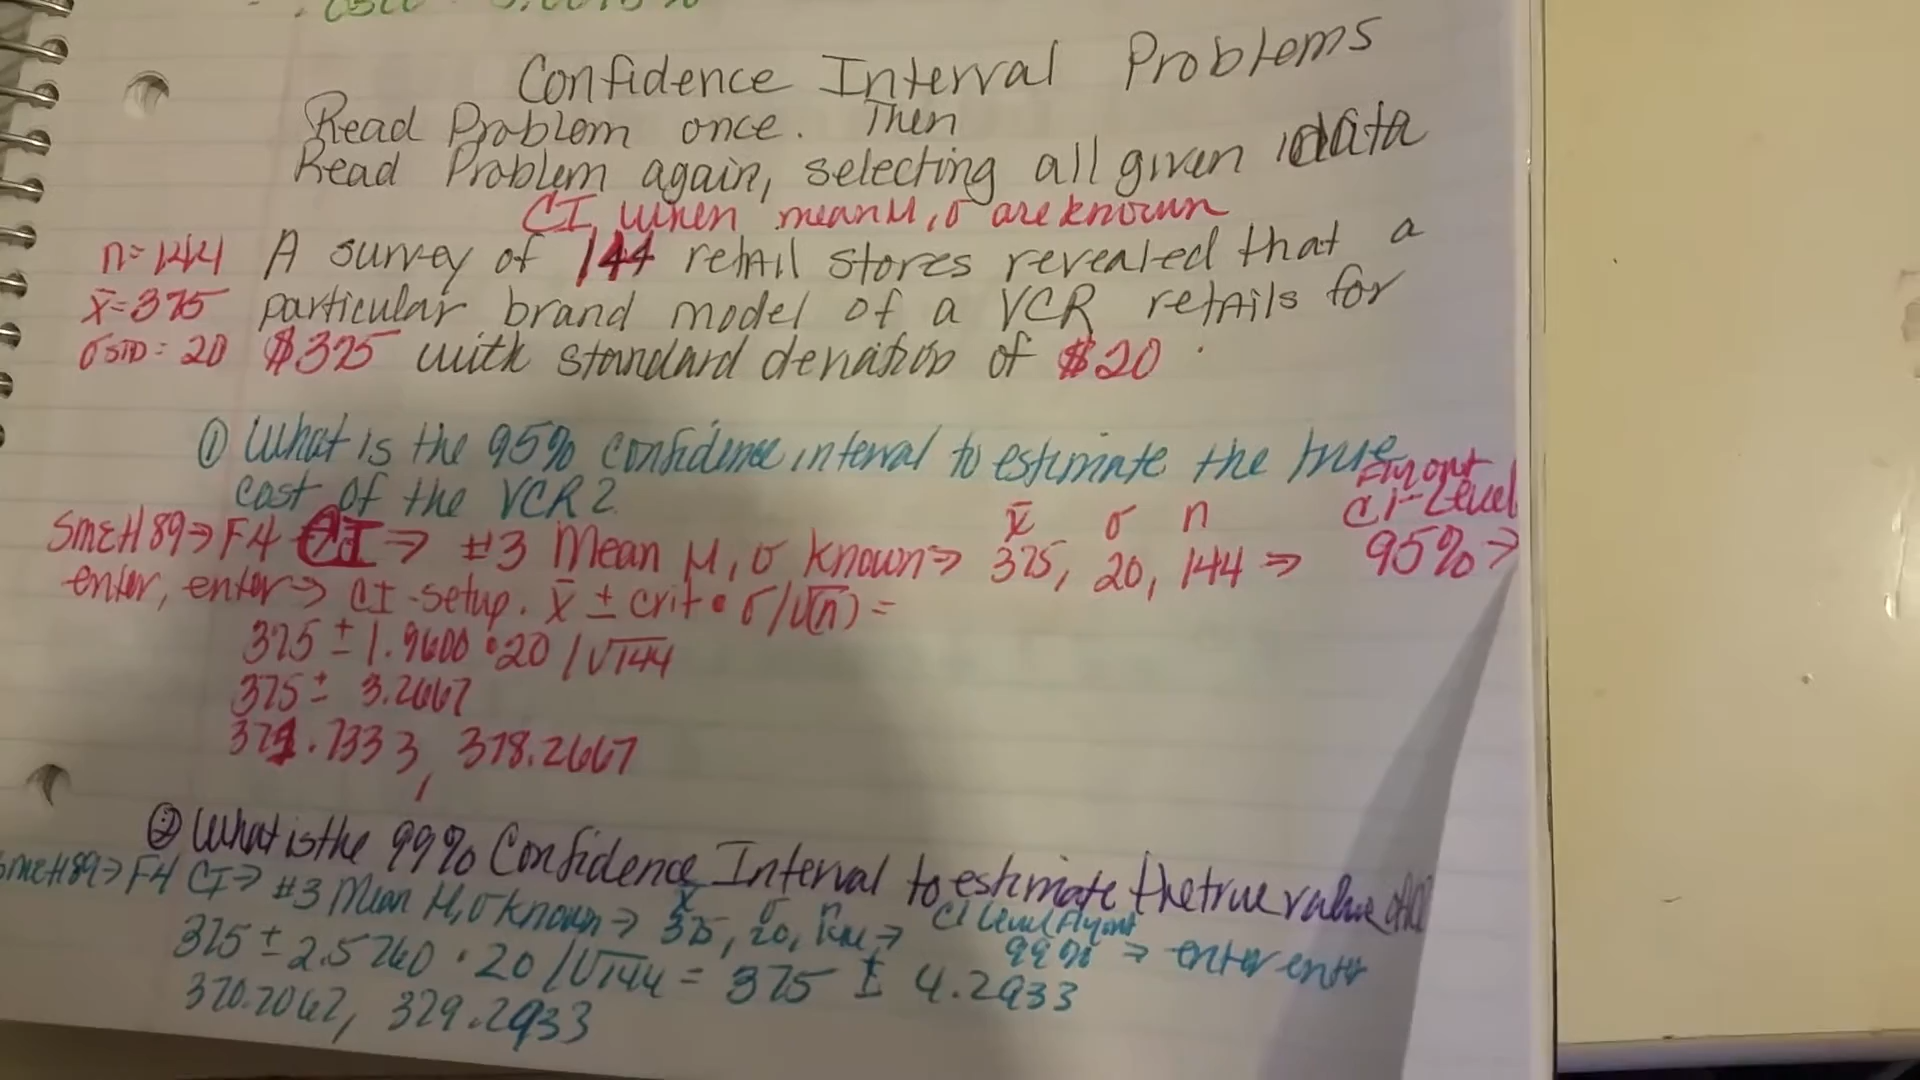 Confidence Interval Problems
Read Problem once. Then
Read Problem again, selecting all given data
CI, when mean μ, σ are known
n=144 A survey of 144 retail stores revealed that a
x̄=375 particular brand model of a VCR retails for
σ STD = 20 $375 with standard deviation of $20.
① What is the 95% confidence interval to estimate the true
cost of the VCR?
x̄ σ n Flyout CI-Level
SMEH89→ F4 CI ⇒ #3 Mean μ, σ known ⇒ 375, 20, 144 ⇒ 95% ⇒
enter, enter → CI-setup. x̄ ± crit • σ/√(n) =
375 ± 1.9600 • 20 / √144
375 ± 3.2667
371.7333, 378.2667
② What is the 99% Confidence Interval to estimate the true value
F4 CI → #3 Mean μ, σ known → 375, 20, → CI Level Flyout
99% → enter enter
375 ± 2.5760 • 20 / √144 = 375 ± 4.2933
370.7067, 379.2933